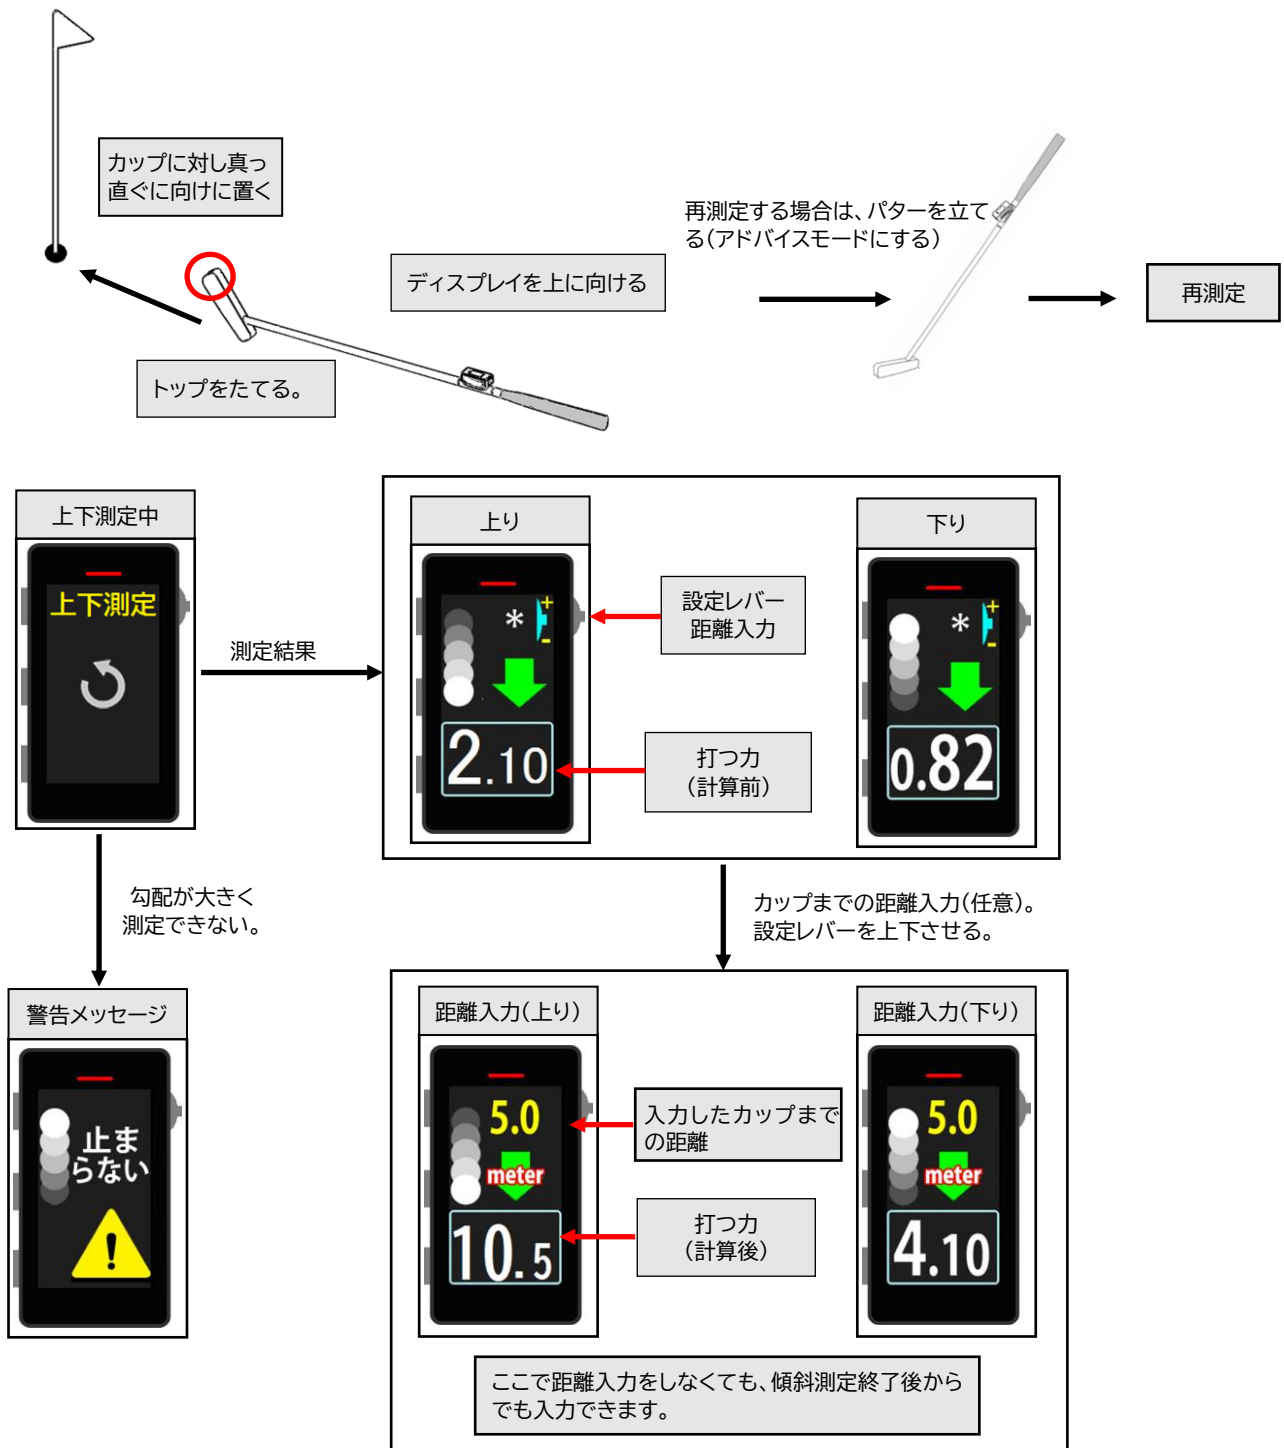 カップに対し真っ
直ぐに向けに置く
再測定する場合は、パターを立て
る(アドバイスモードにする)
ディスプレイを上に向ける
再測定
トップをたてる。
上下測定中
上下測定
測定結果
上り
* + -
2.10
設定レバー
距離入力
打つ力
(計算前)
下り
* + -
0.82
勾配が大きく
測定できない。
カップまでの距離入力(任意)。
設定レバーを上下させる。
警告メッセージ
止ま
らない
!
距離入力(上り)
5.0
meter
10.5
入力したカップまで
の距離
打つ力
(計算後)
距離入力(下り)
5.0
meter
4.10
ここで距離入力をしなくても、傾斜測定終了後から
でも入力できます。